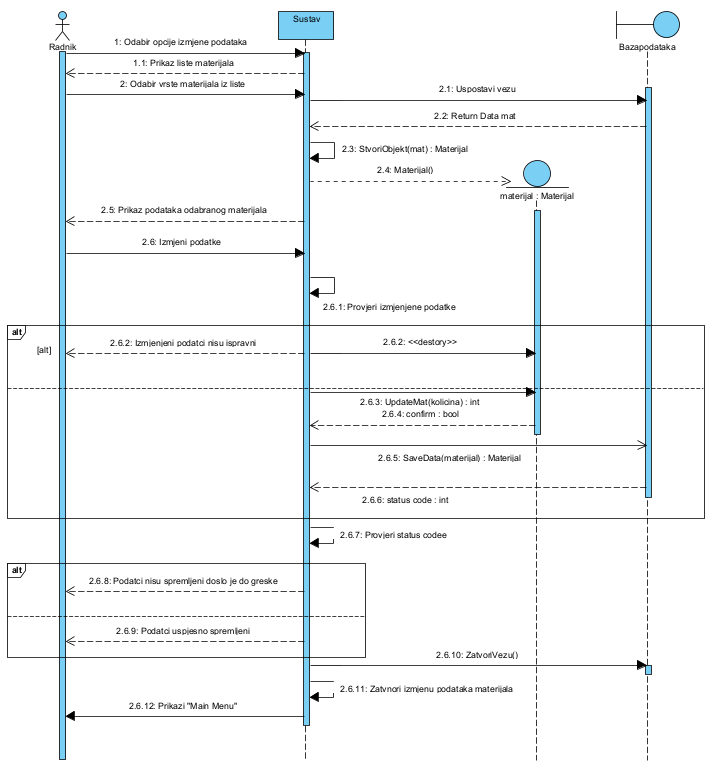 Radnik
Sustav
Bazapodataka
1: Odabir opcije izmjene podataka
1.1: Prikaz liste materijala
2: Odabir vrste materijala iz liste
2.1: Uspostavi vezu
2.2: Return Data mat
2.3: StvoriObjekt(mat) : Materijal
2.4: Materijal()
materijal : Materijal
2.5: Prikaz podataka odabranog materijala
2.6: Izmjeni podatke
2.6.1: Provjeri izmjenjene podatke
alt
[alt]
2.6.2: Izmjenjeni podatci nisu ispravni
2.6.2: <<destory>>
2.6.3: UpdateMat(kolicina) : int
2.6.4: confirm : bool
2.6.5: SaveData(materijal) : Materijal
2.6.6: status code : int
2.6.7: Provjeri status codee
alt
2.6.8: Podatci nisu spremljeni doslo je do greske
2.6.9: Podatci uspjesno spremljeni
2.6.10: ZatvoriVezu()
2.6.11: Zatvnori izmjenu podataka materijala
2.6.12: Prikazi "Main Menu"